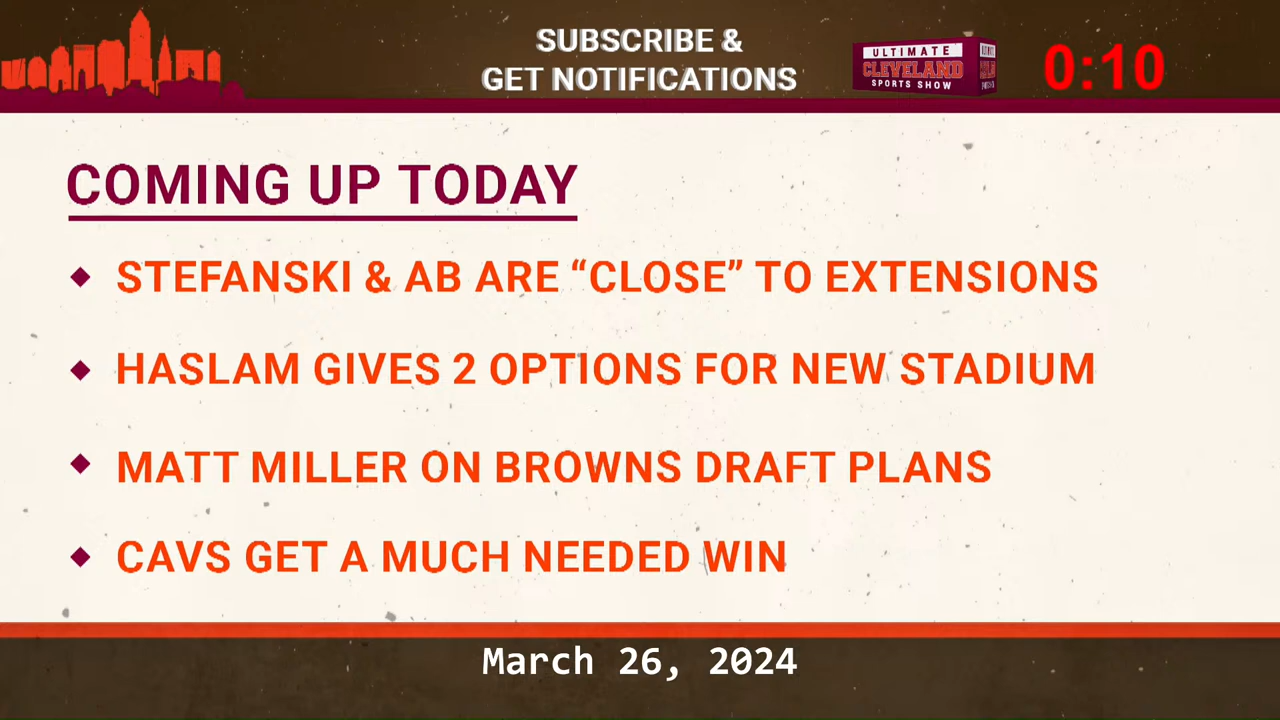 SUBSCRIBE &
GET NOTIFICATIONS
ULTIMATE
CLEVELAND
SPORTS SHOW
0:10
COMING UP TODAY
STEFANSKI & AB ARE “CLOSE” TO EXTENSIONS
HASLAM GIVES 2 OPTIONS FOR NEW STADIUM
MATT MILLER ON BROWNS DRAFT PLANS
CAVS GET A MUCH NEEDED WIN
March 26, 2024